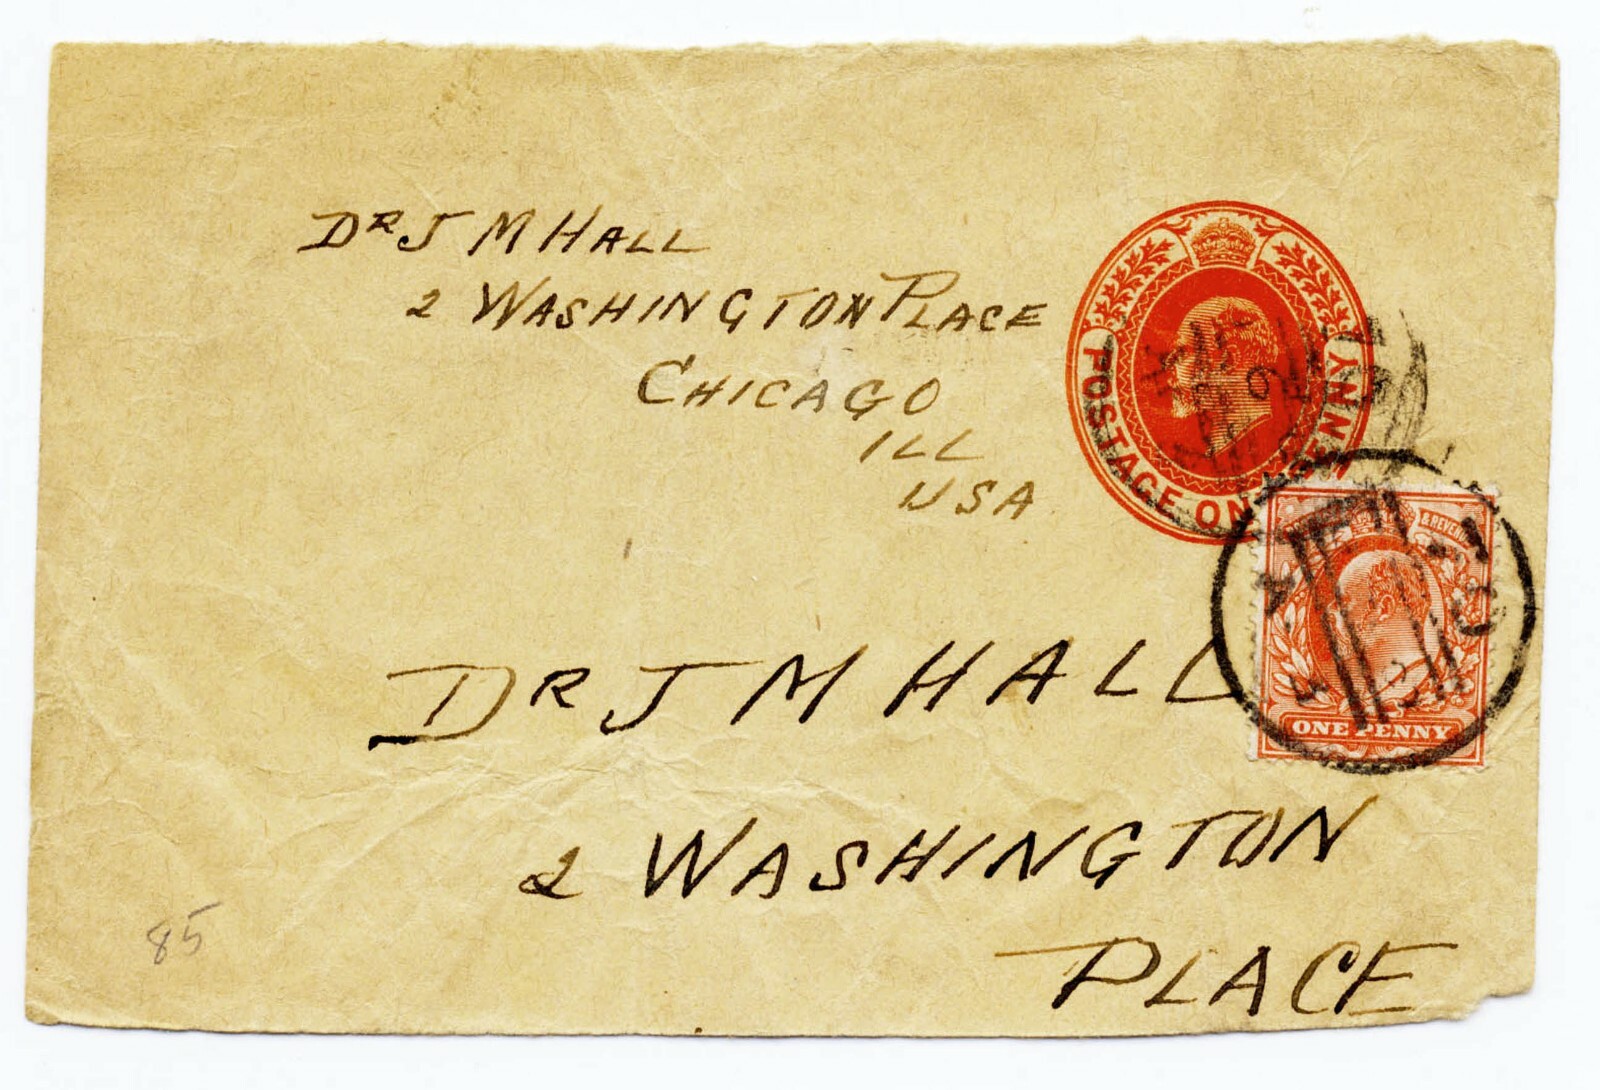 DR J M HALL
2 WASHINGTON PLACE
CHICAGO
ILL
USA
POSTAGE ONE PENNY
& REVEN
ONE PENNY
DR J M HALL
2 WASHINGTON
PLACE
85